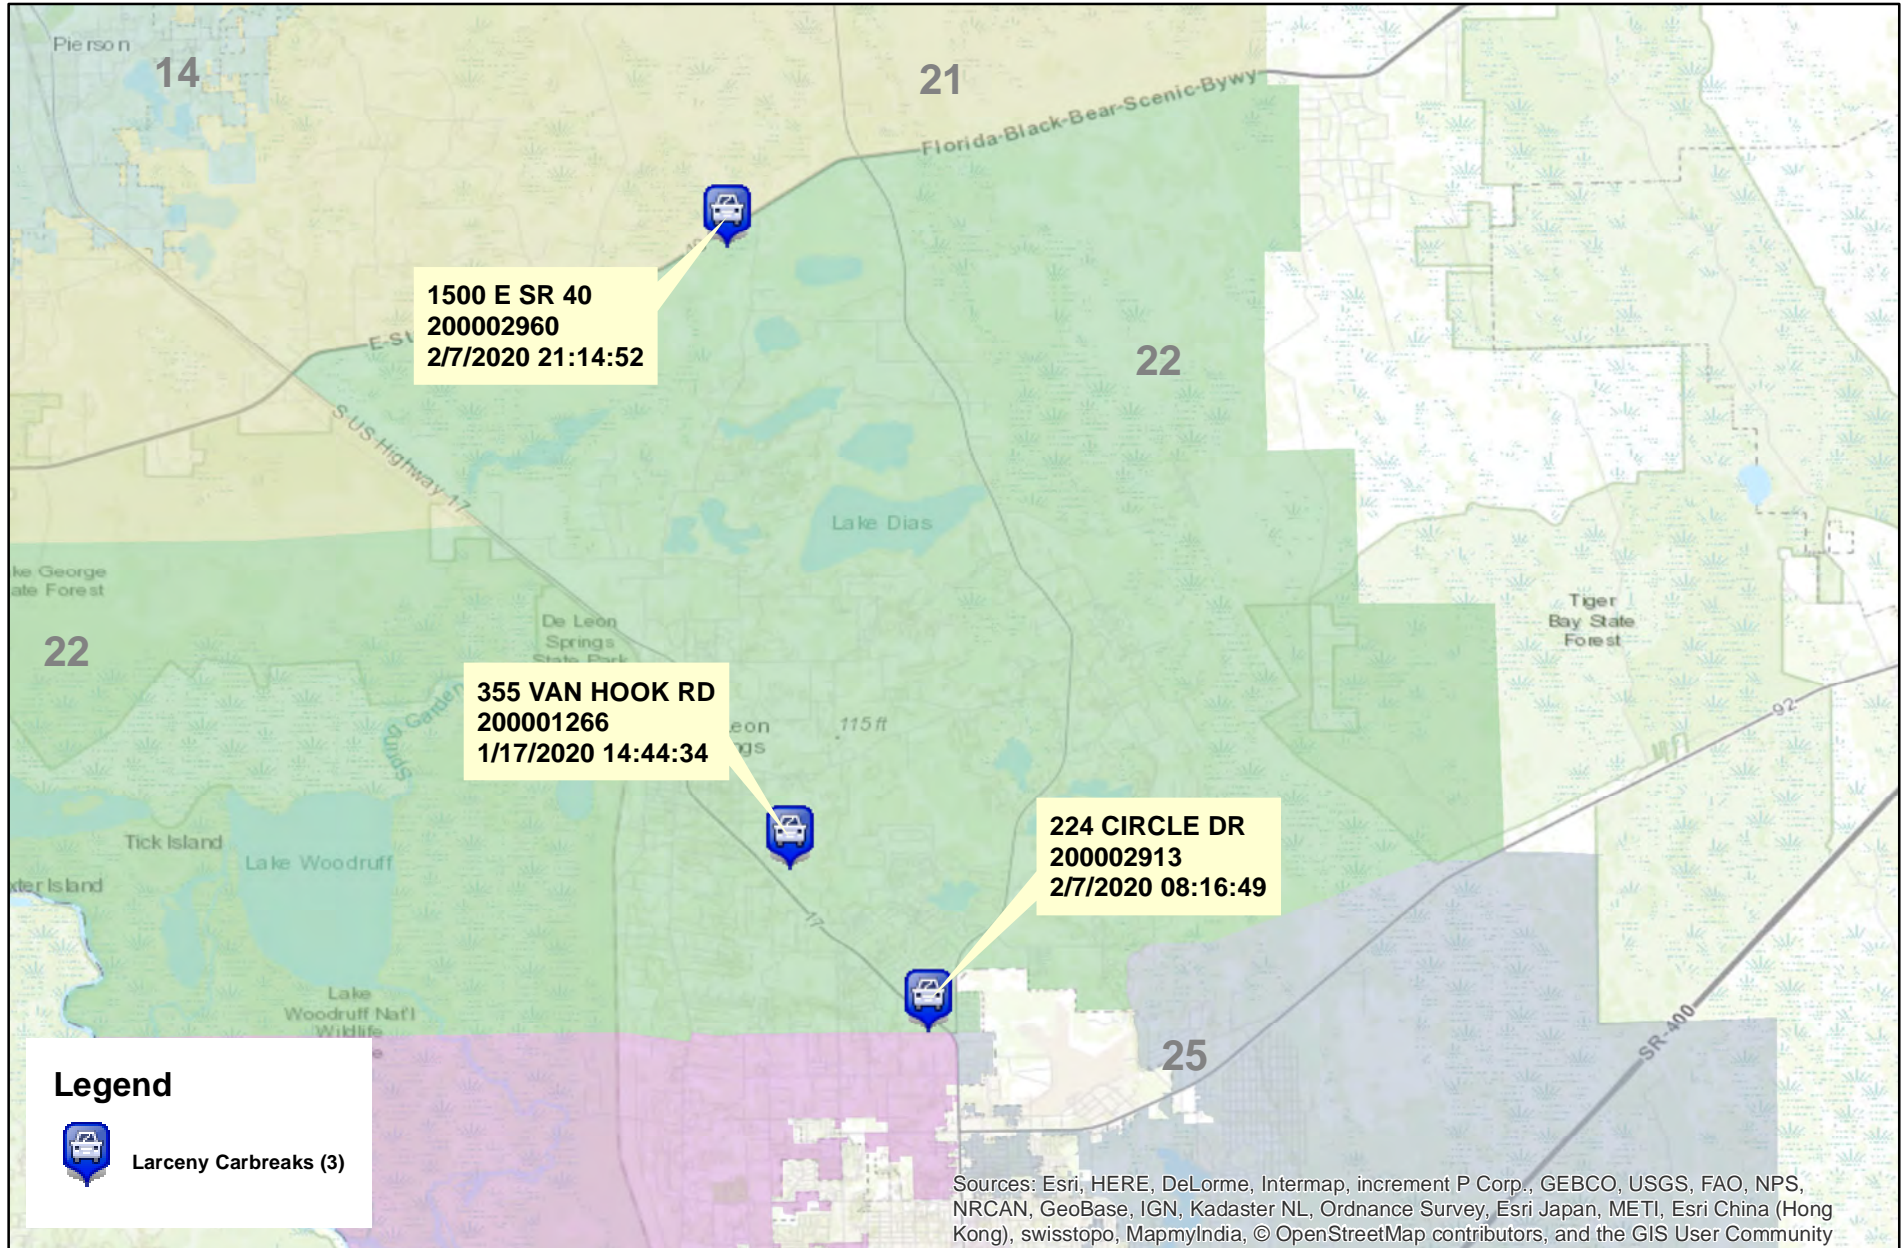 Pierson
14
21
Florida-Black-Bear-Scenic-Bywy
1500 E SR 40
200002960
2/7/2020 21:14:52
22
S-US-Highway-17
Lake Dias
Forest
De Leon
Springs
State Park
Tiger
Bay State
Forest
22
355 VAN HOOK RD
200001266
1/17/2020 14:44:34
115 ft
92
224 CIRCLE DR
200002913
2/7/2020 08:16:49
Tick Island
Lake Woodruff
Island
17
Lake
Woodruff Nat'l
Wildlife
SR-400
25
Legend
Larceny Carbreaks (3)
Sources: Esri, HERE, DeLorme, Intermap, increment P Corp., GEBCO, USGS, FAO, NPS,
NRCAN, GeoBase, IGN, Kadaster NL, Ordnance Survey, Esri Japan, METI, Esri China (Hong
Kong), swisstopo, MapmyIndia, © OpenStreetMap contributors, and the GIS User Community